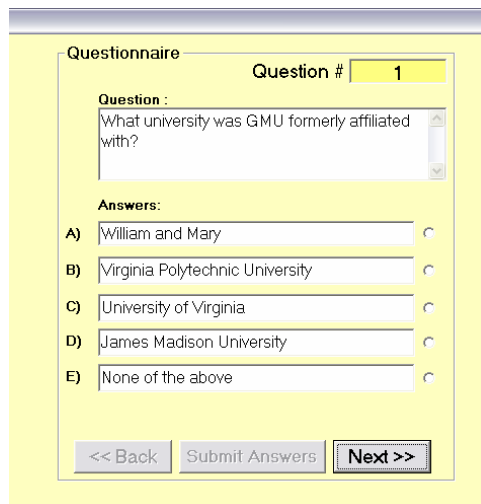 Questionnaire
Question # 1
Question :
What university was GMU formerly affiliated
with?
Answers:
A) William and Mary
B) Virginia Polytechnic University
C) University of Virginia
D) James Madison University
E) None of the above
<< Back Submit Answers Next >>